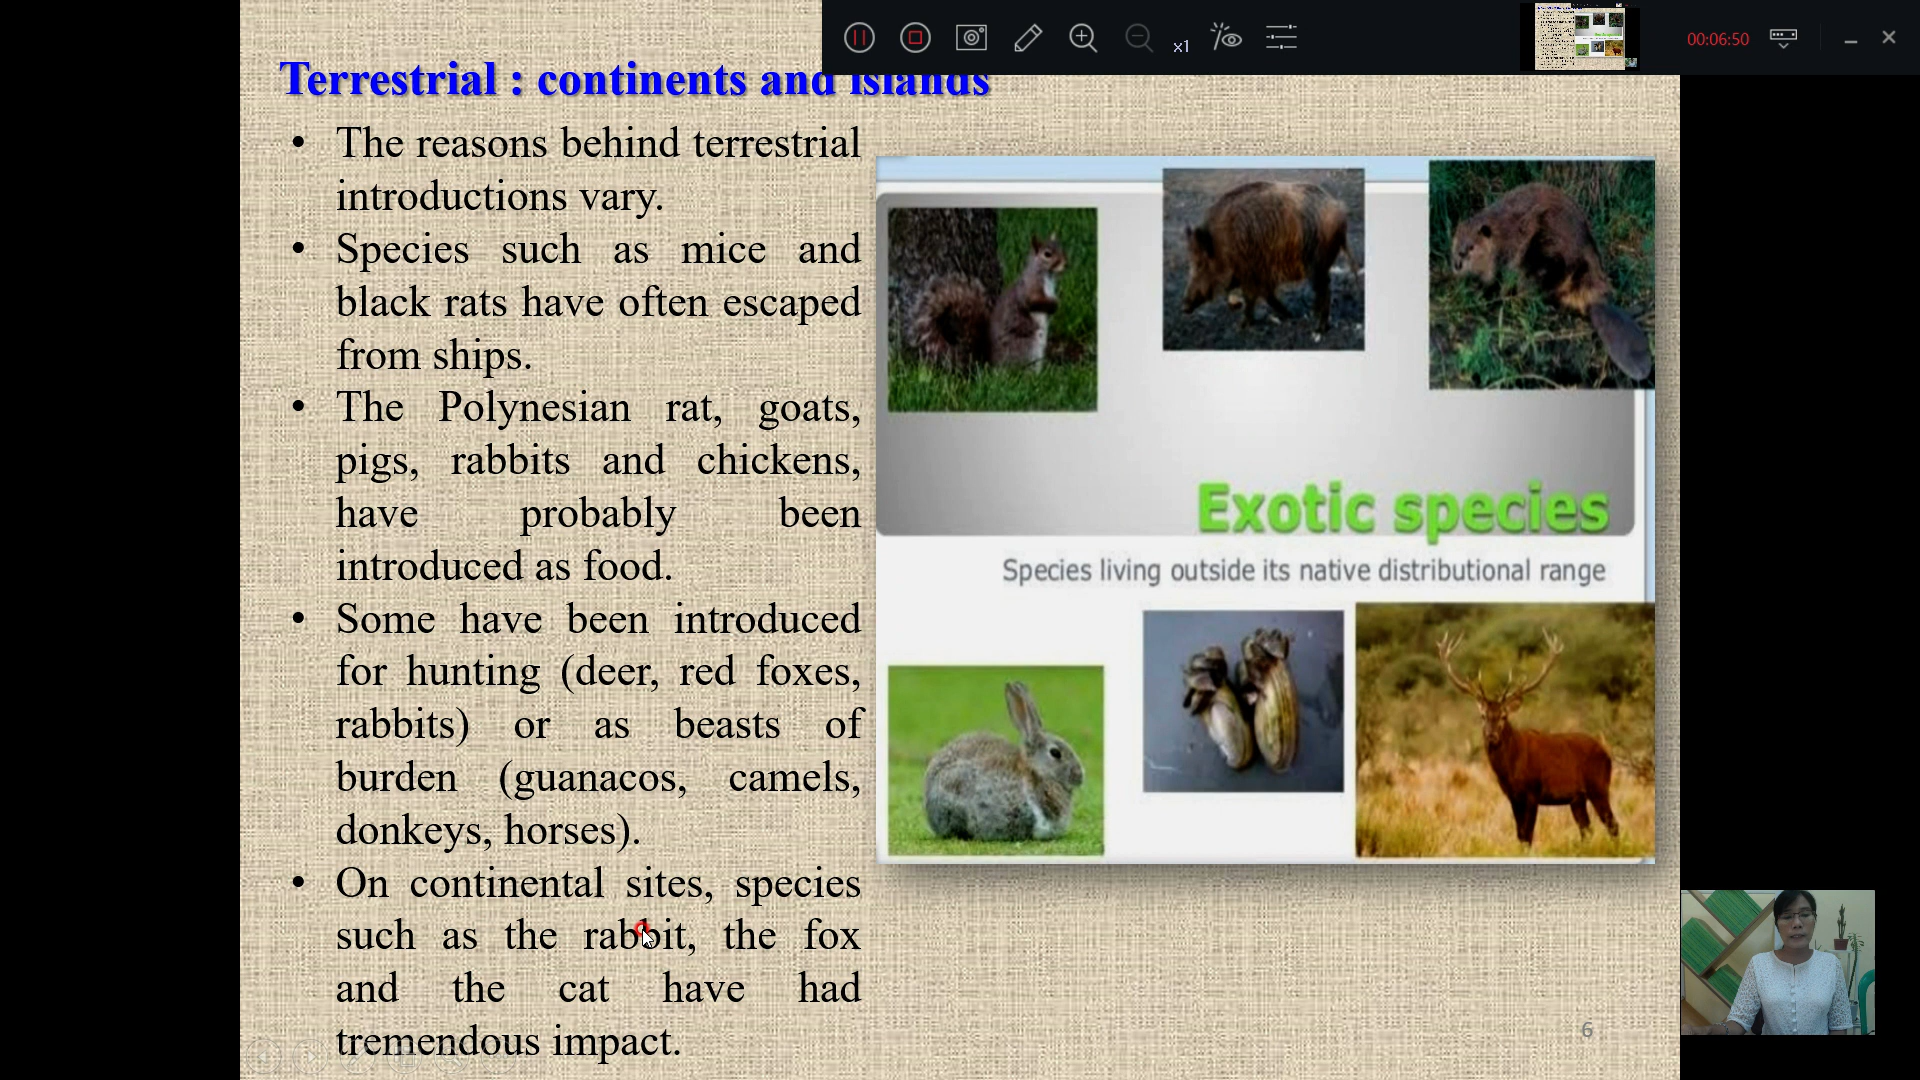 x1
00:06:50
Terrestrial : continents and islands
• The reasons behind terrestrial
introductions vary.
• Species such as mice and
black rats have often escaped
from ships.
• The Polynesian rat, goats,
pigs, rabbits and chickens,
have probably been
introduced as food.
• Some have been introduced
for hunting (deer, red foxes,
rabbits) or as beasts of
burden (guanacos, camels,
donkeys, horses).
• On continental sites, species
such as the rabbit, the fox
and the cat have had
tremendous impact.
Exotic species
Species living outside its native distributional range
6